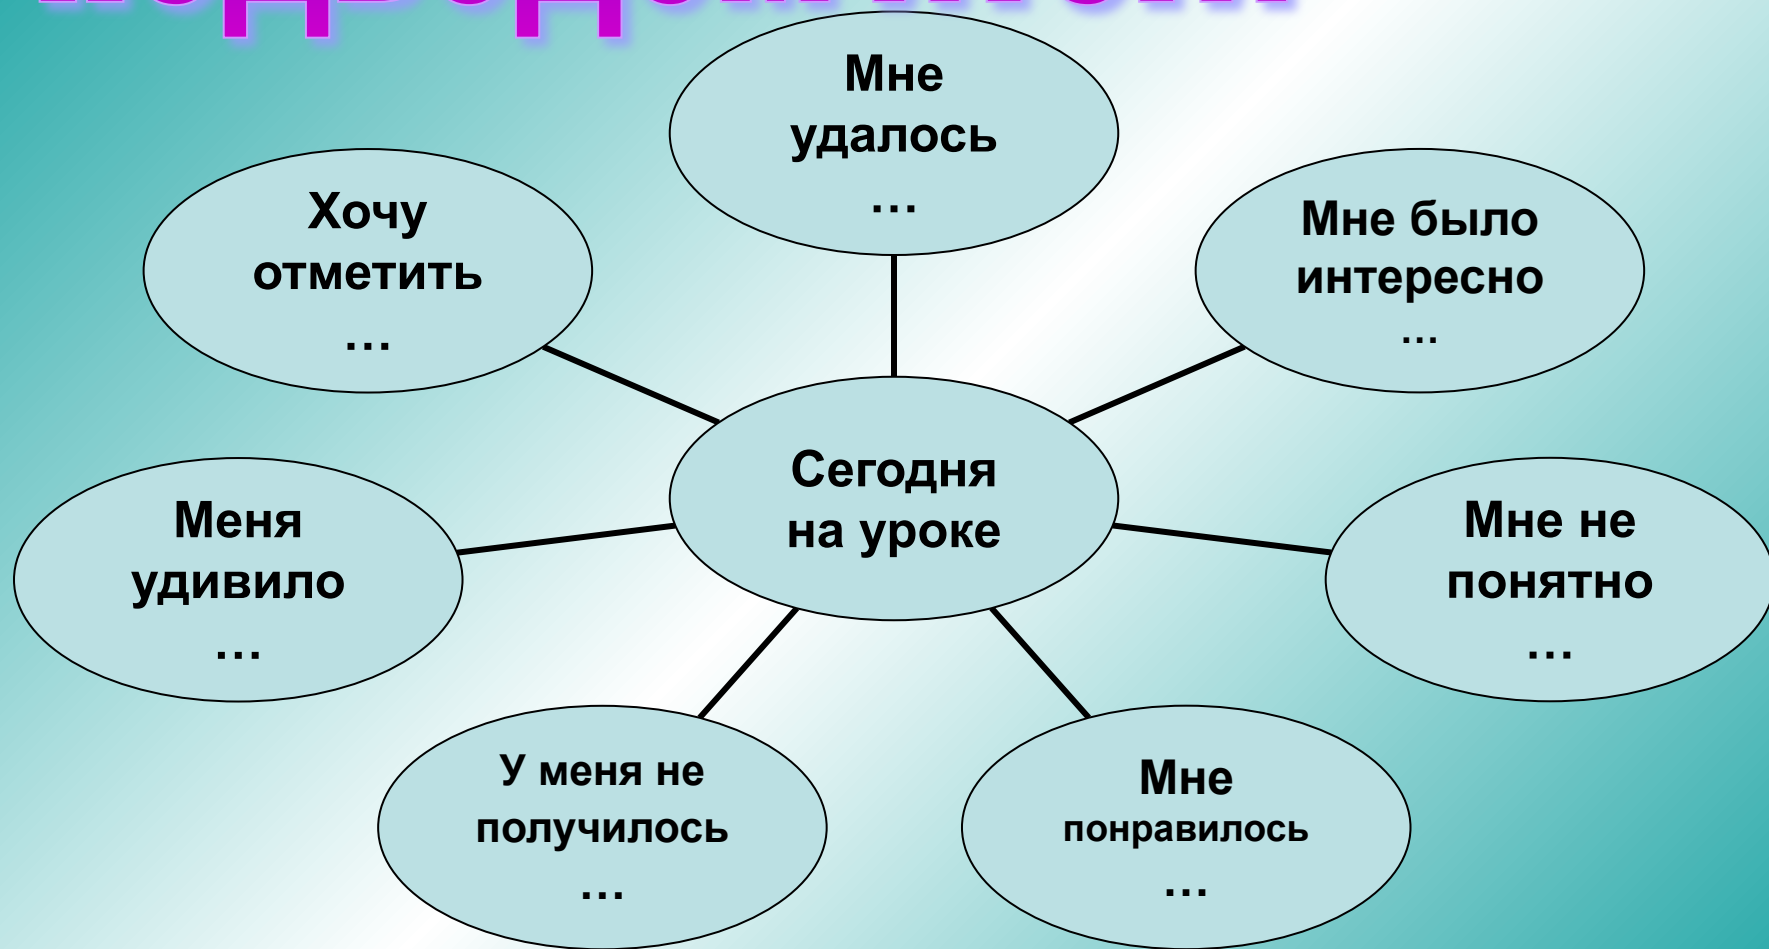 Мне
удалось
…
Хочу
отметить
…
Мне было
интересно
…
Сегодня
на уроке
Меня
удивило
…
Мне не
понятно
…
У меня не
получилось
…
Мне
понравилось
…